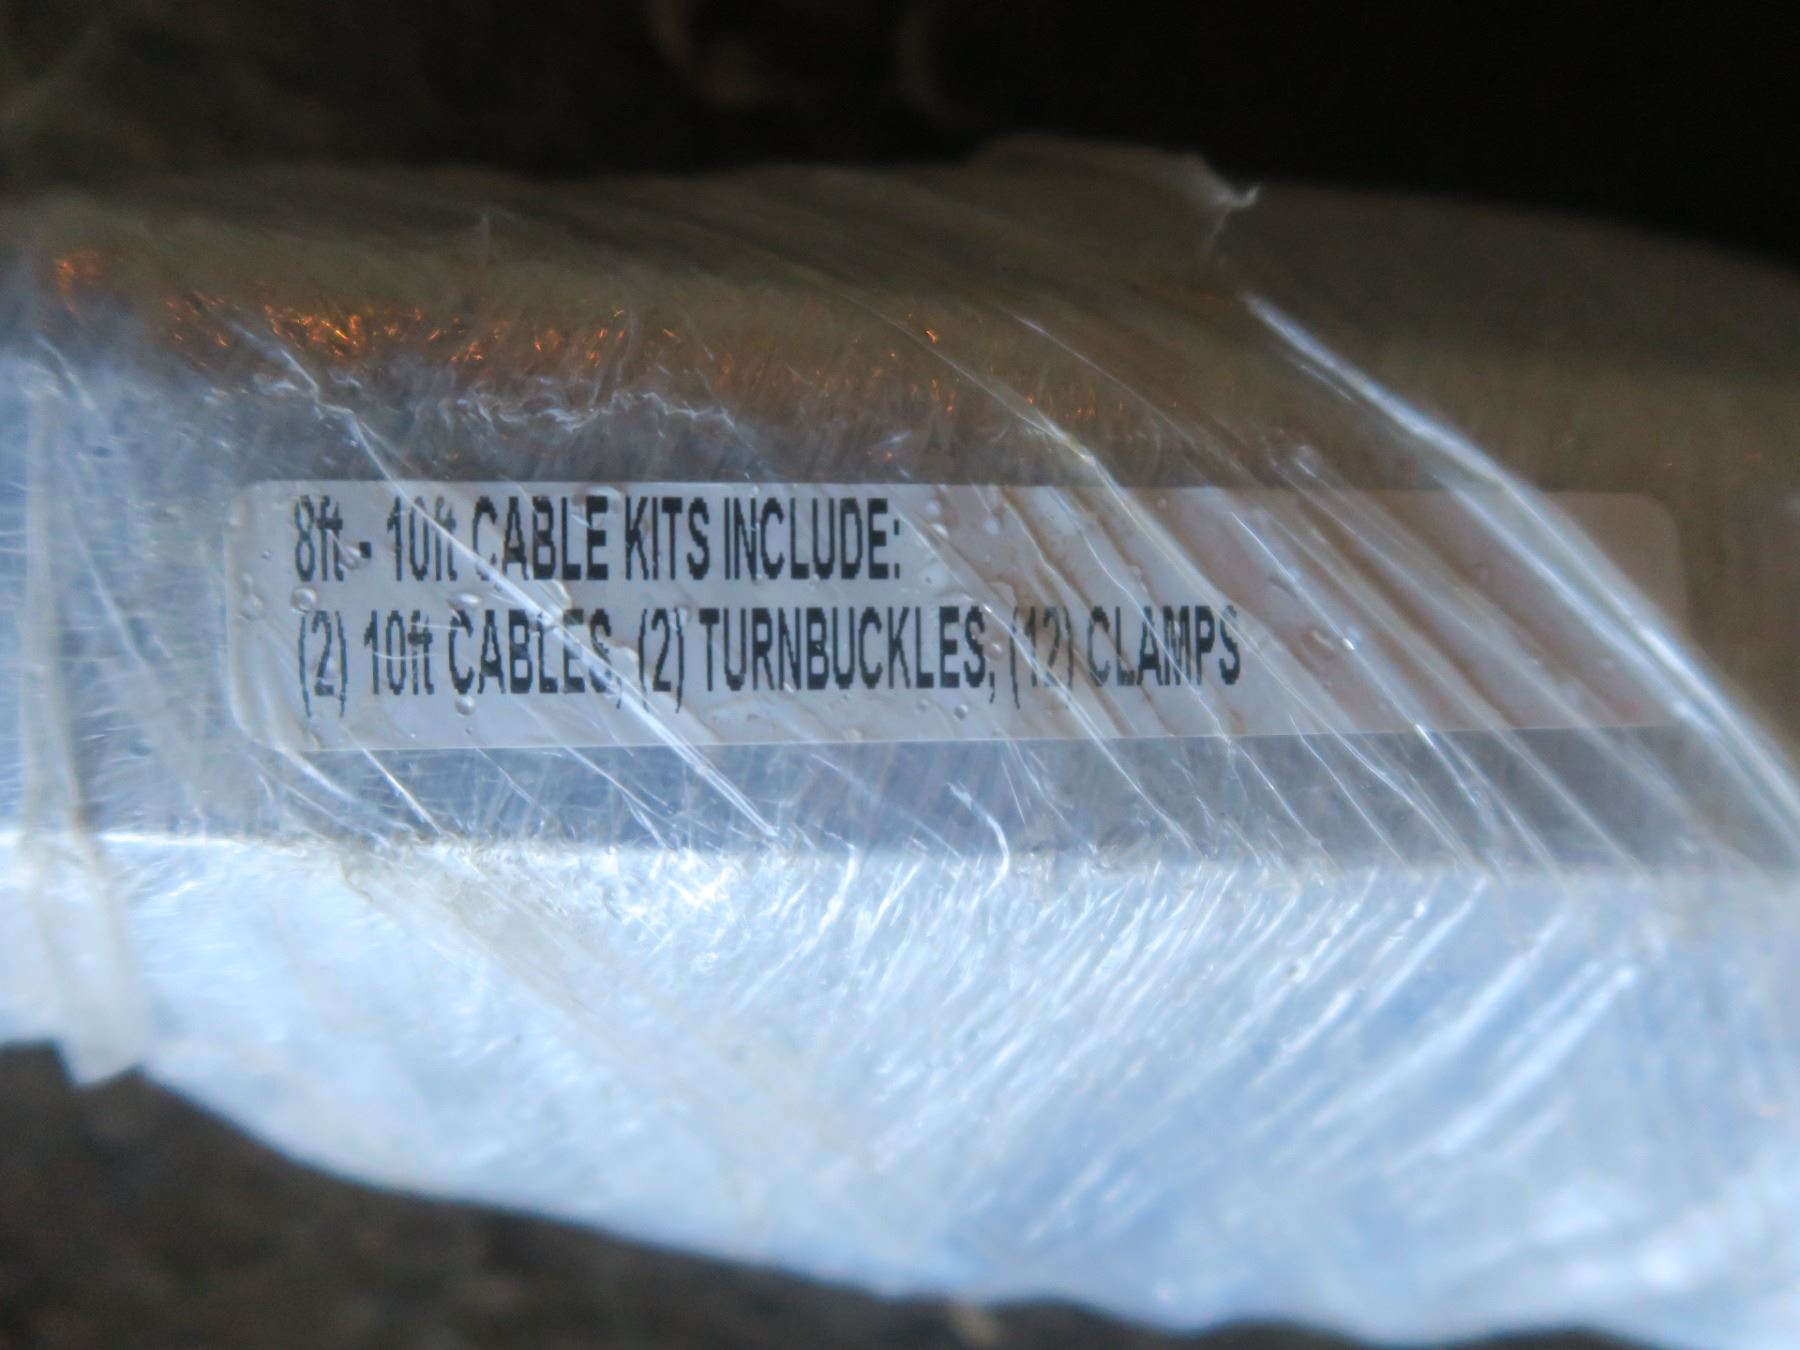 8ft - 10ft CABLE KITS INCLUDE:
(2) 10ft CABLES, (2) TURNBUCKLES, (12) CLAMPS